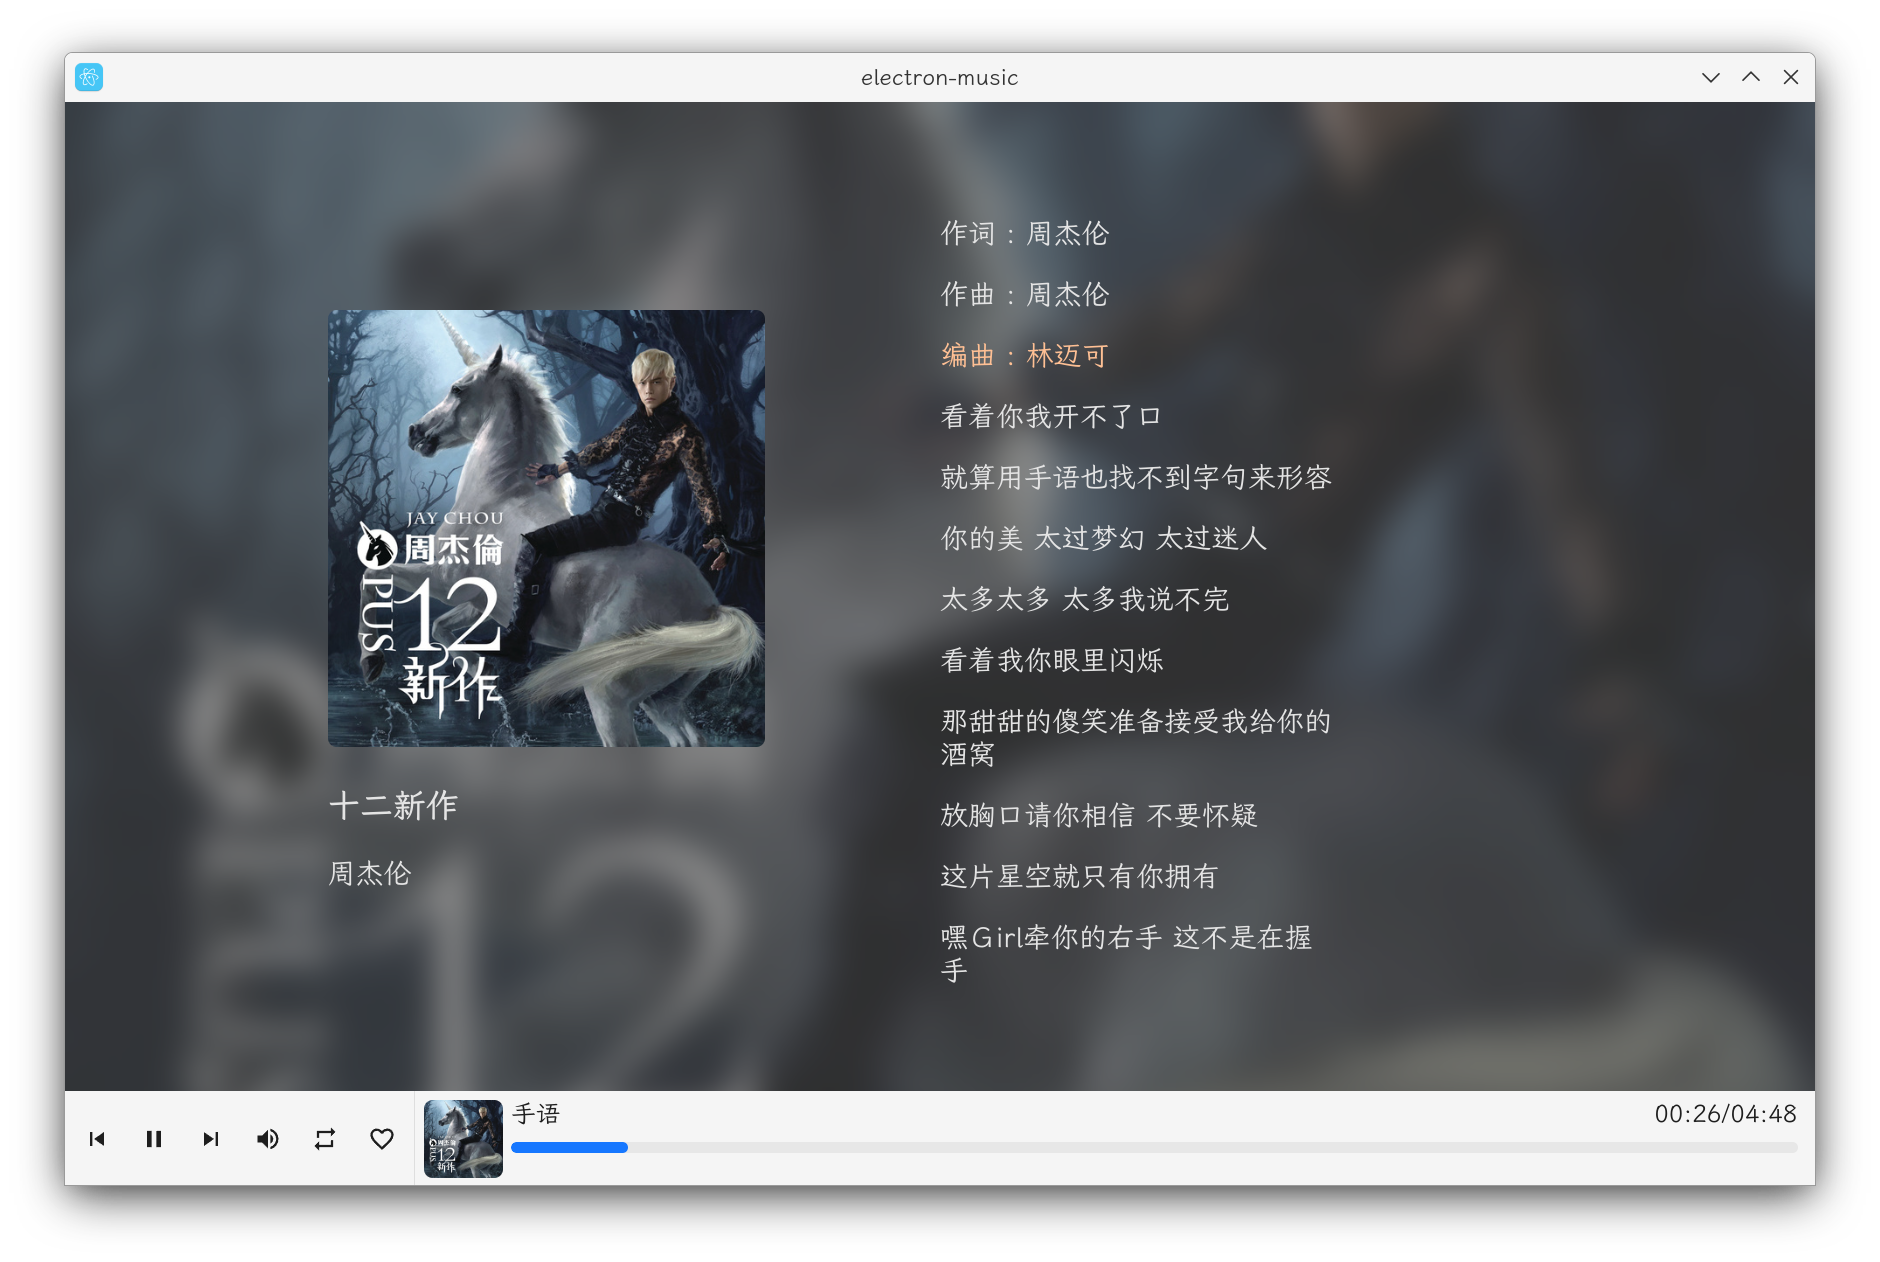 electron-music
JAY CHOU
周杰倫
OPUS
12
新作
十二新作
周杰伦
作词 : 周杰伦
作曲 : 周杰伦
编曲 : 林迈可
看着你我开不了口
就算用手语也找不到字句来形容
你的美 太过梦幻 太过迷人
太多太多 太多我说不完
看着我你眼里闪烁
那甜甜的傻笑准备接受我给你的
酒窝
放胸口请你相信 不要怀疑
这片星空就只有你拥有
嘿Girl牵你的右手 这不是在握
手
手语
00:26/04:48
周杰倫
12
新作